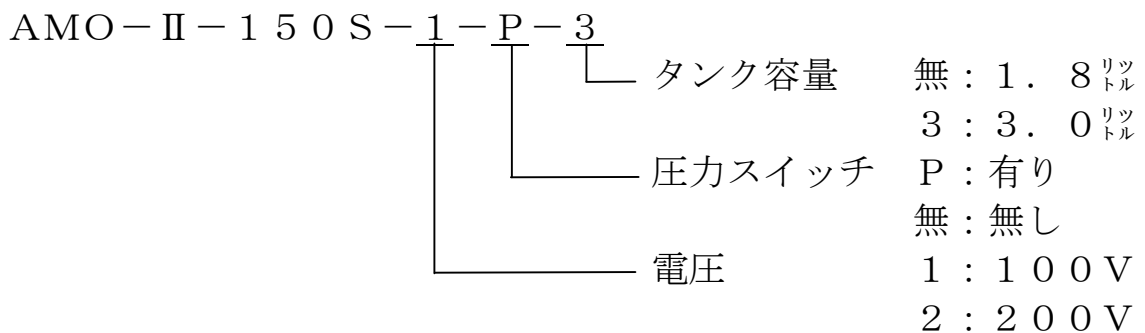 AMO－Ⅱ－１５０Ｓ－１－Ｐ－３
タンク容量　無：１．８㍑
３：３．０㍑
圧力スイッチ　Ｐ：有り
無：無し
電圧　１：１００Ｖ
２：２００Ｖ